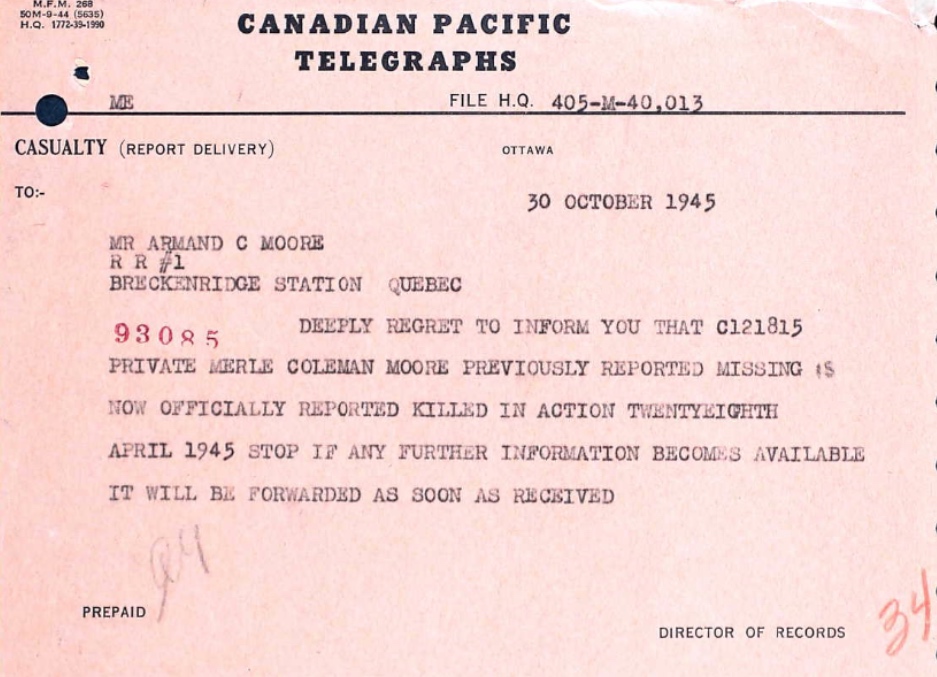 M.F.M. 268
50M-9-44 (5635)
H.Q. 1772-39-1990
CANADIAN PACIFIC
TELEGRAPHS
ME FILE H.Q. 405-M-40,013
CASUALTY (REPORT DELIVERY) OTTAWA
TO:-
30 OCTOBER 1945
MR ARMAND C MOORE
R R #1
BRECKENRIDGE STATION QUEBEC
93085 DEEPLY REGRET TO INFORM YOU THAT C121815
PRIVATE MERLE COLEMAN MOORE PREVIOUSLY REPORTED MISSING IS
NOW OFFICIALLY REPORTED KILLED IN ACTION TWENTYEIGHTH
APRIL 1945 STOP IF ANY FURTHER INFORMATION BECOMES AVAILABLE
IT WILL BE FORWARDED AS SOON AS RECEIVED
PREPAID
DIRECTOR OF RECORDS
34